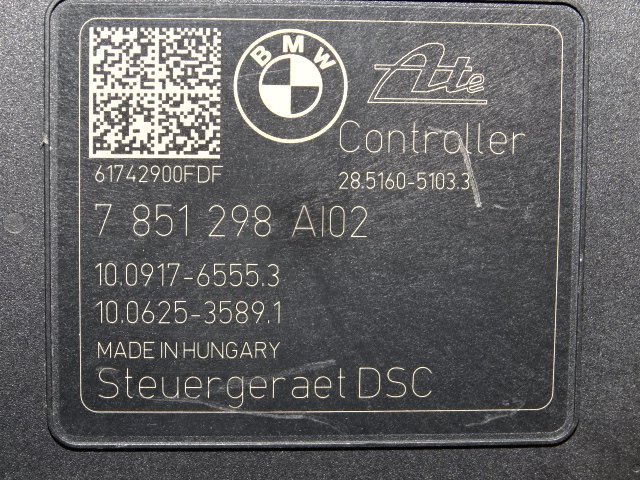 BMW
Ate
Controller
61742900FDF
28.5160-5103.3
7 851 298 AI02
10.0917-6555.3
10.0625-3589.1
MADE IN HUNGARY
Steuergeraet DSC